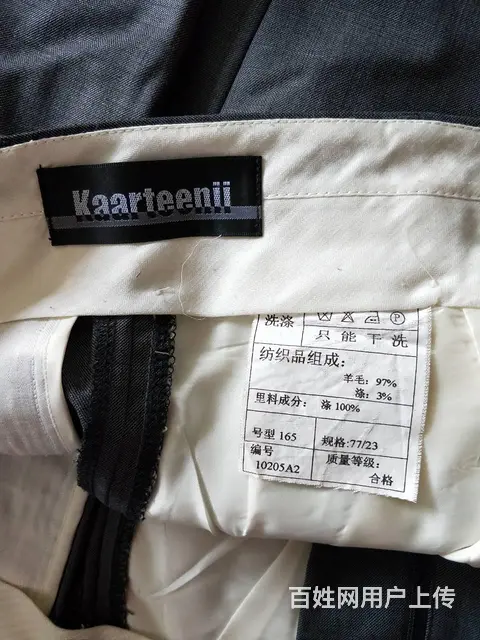 Kaarteenii
洗涤
只能干洗
纺织品组成：
羊毛：97%
涤：3%
里料成分： 涤 100%
号型 165 规格:77/23
编号 质量等级：
10205A2 合格
百姓网用户上传